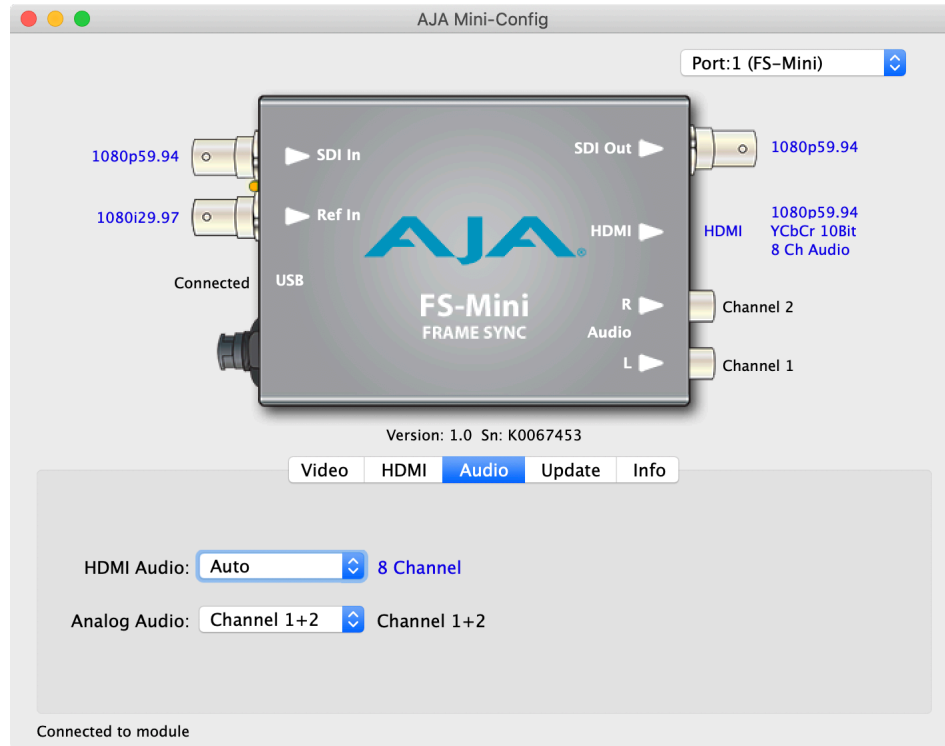 AJA Mini-Config
Port:1 (FS-Mini)
1080p59.94
SDI In
SDI Out
1080p59.94
1080i29.97
Ref In
AJA®
HDMI
HDMI
1080p59.94
YCbCr 10Bit
8 Ch Audio
Connected
USB
FS-Mini
FRAME SYNC
R
Channel 2
Audio
L
Channel 1
Version: 1.0 Sn: K0067453
Video HDMI Audio Update Info
HDMI Audio: Auto 8 Channel
Analog Audio: Channel 1+2 Channel 1+2
Connected to module